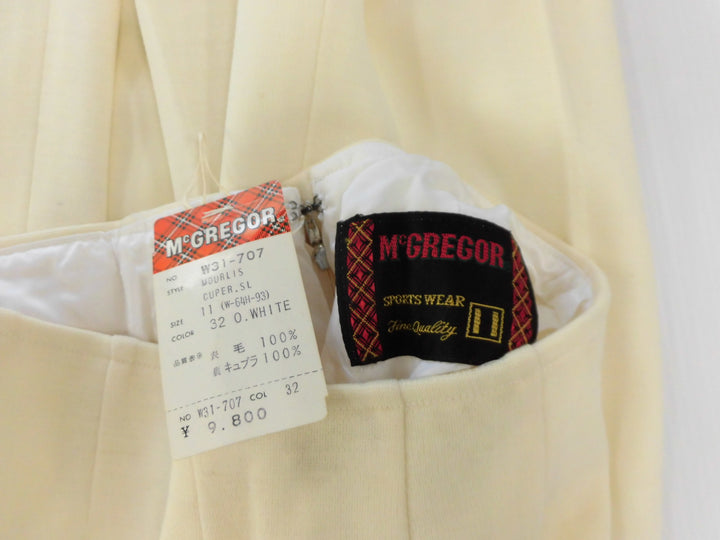 McGREGOR
NO W31-707
STYLE DOUBLIS
CUPER.SL
SIZE 11 (W-64H-93)
COLOR 32 O.WHITE
品質表示 表 毛 100%
裏 キュプラ 100%
NO W31-707 COL 32
¥ 9.800
McGREGOR
SPORTS WEAR
Fine Quality
11